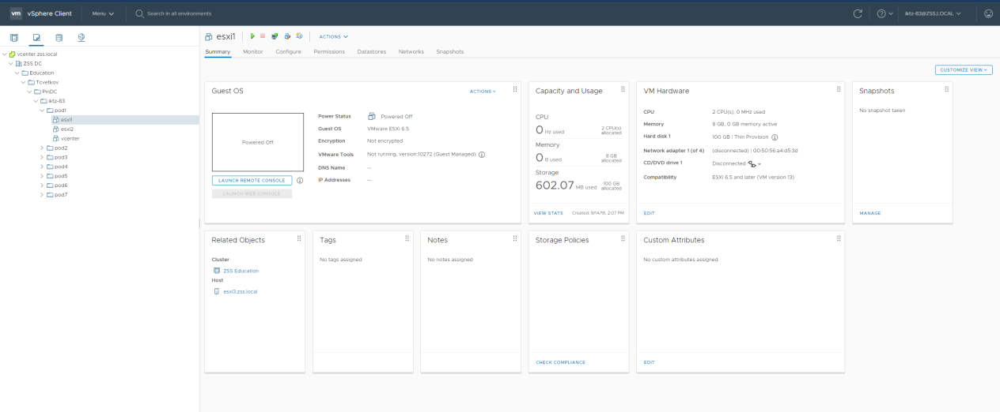 vm vSphere Client Menu Search in all environments iktz-83@ZSS.LOCAL
vcenter.zss.local
ZSS DC
Education
Tcvetkov
PinDC
iktz-83
pod1
esxi1
esxi2
vcenter
pod2
pod3
pod4
pod5
pod6
pod7
esxi1 ACTIONS
Summary Monitor Configure Permissions Datastores Networks Snapshots
CUSTOMIZE VIEW
Guest OS ACTIONS
Powered Off
LAUNCH REMOTE CONSOLE
LAUNCH WEB CONSOLE
Power Status Powered Off
Guest OS VMware ESXi 6.5
Encryption Not encrypted
VMware Tools Not running, version:10272 (Guest Managed)
DNS Name --
IP Addresses --
Capacity and Usage
CPU
0 Hz used 2 CPU(s) allocated
Memory
0 B used 8 GB allocated
Storage
602.07 MB used 100 GB allocated
VIEW STATS Created: 9/14/19, 2:07 PM
VM Hardware
CPU 2 CPU(s), 0 MHz used
Memory 8 GB, 0 GB memory active
Hard disk 1 100 GB | Thin Provision
Network adapter 1 (of 4) (disconnected) | 00:50:56:a4:d5:3d
CD/DVD drive 1 Disconnected
Compatibility ESXi 6.5 and later (VM version 13)
EDIT
Snapshots
No snapshot taken
MANAGE
Related Objects
Cluster
ZSS Education
Host
esxi3.zss.local
Tags
No tags assigned
Notes
No notes assigned
Storage Policies
CHECK COMPLIANCE
Custom Attributes
No custom attributes assigned
EDIT